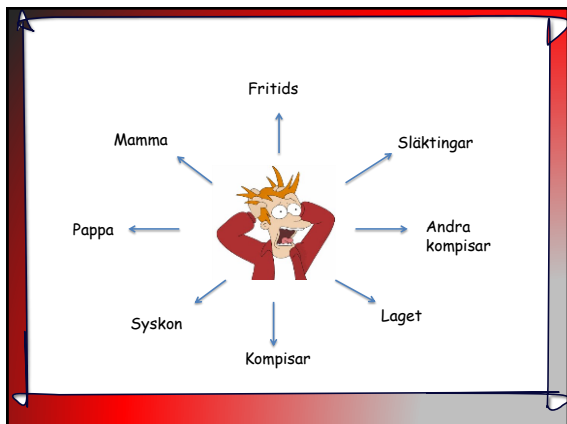 Fritids
Mamma
Släktingar
Pappa
Andra
kompisar
Syskon
Laget
Kompisar